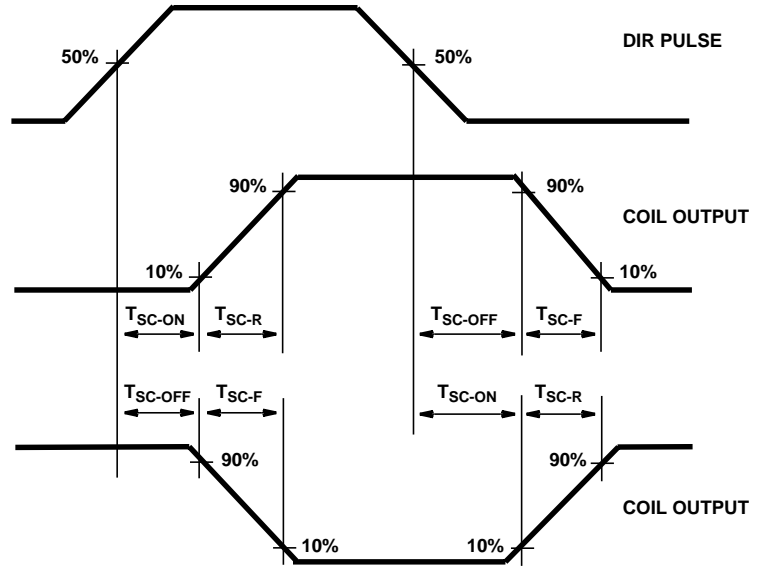 50%
50%
DIR PULSE
90%
90%
COIL OUTPUT
10%
10%
TSC-ON
TSC-R
TSC-OFF
TSC-F
TSC-OFF
TSC-F
TSC-ON
TSC-R
90%
90%
COIL OUTPUT
10%
10%